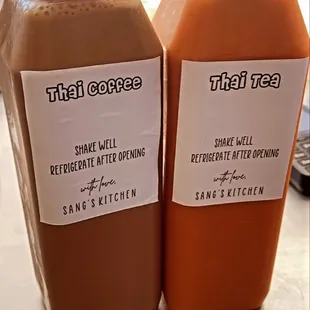 Thai Coffee
SHAKE WELL
REFRIGERATE AFTER OPENING
with love,
SANG'S KITCHEN
Thai Tea
SHAKE WELL
REFRIGERATE AFTER OPENING
with love,
SANG'S KITCHEN